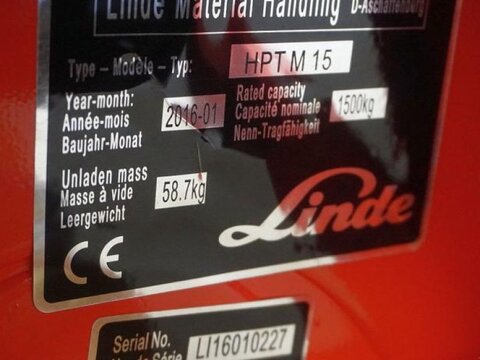 Linde Material Handling D-Aschaffenburg
Type - Modèle - Typ: HPT M 15
Year-month:
Année-mois 2016-01
Baujahr-Monat
Rated capacity
Capacité nominale 1500kg
Nenn-Tragfähigkeit
Unladen mass
Masse à vide 58.7kg
Leergewicht
Linde
CE
Serial No. LI16010227